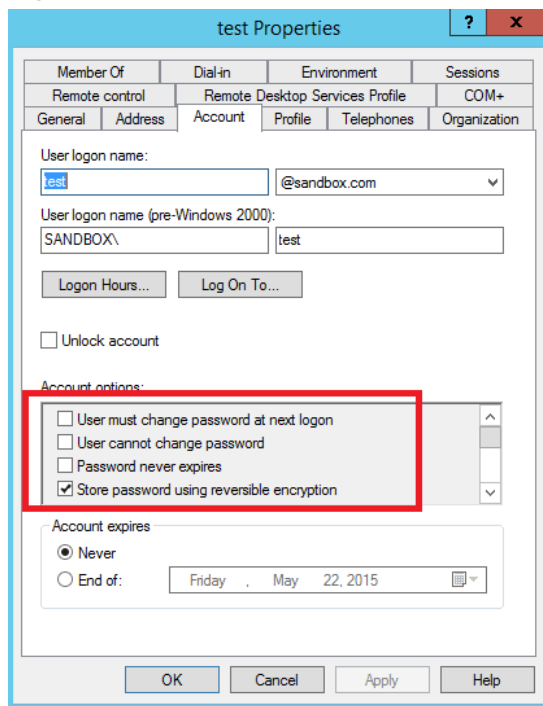 test Properties
? x
Member Of Dial-in Environment Sessions
Remote control Remote Desktop Services Profile COM+
General Address Account Profile Telephones Organization
User logon name:
test @sandbox.com
User logon name (pre-Windows 2000):
SANDBOX\ test
Logon Hours... Log On To...
Unlock account
Account options:
User must change password at next logon
User cannot change password
Password never expires
Store password using reversible encryption
Account expires
Never
End of: Friday , May 22, 2015
OK Cancel Apply Help